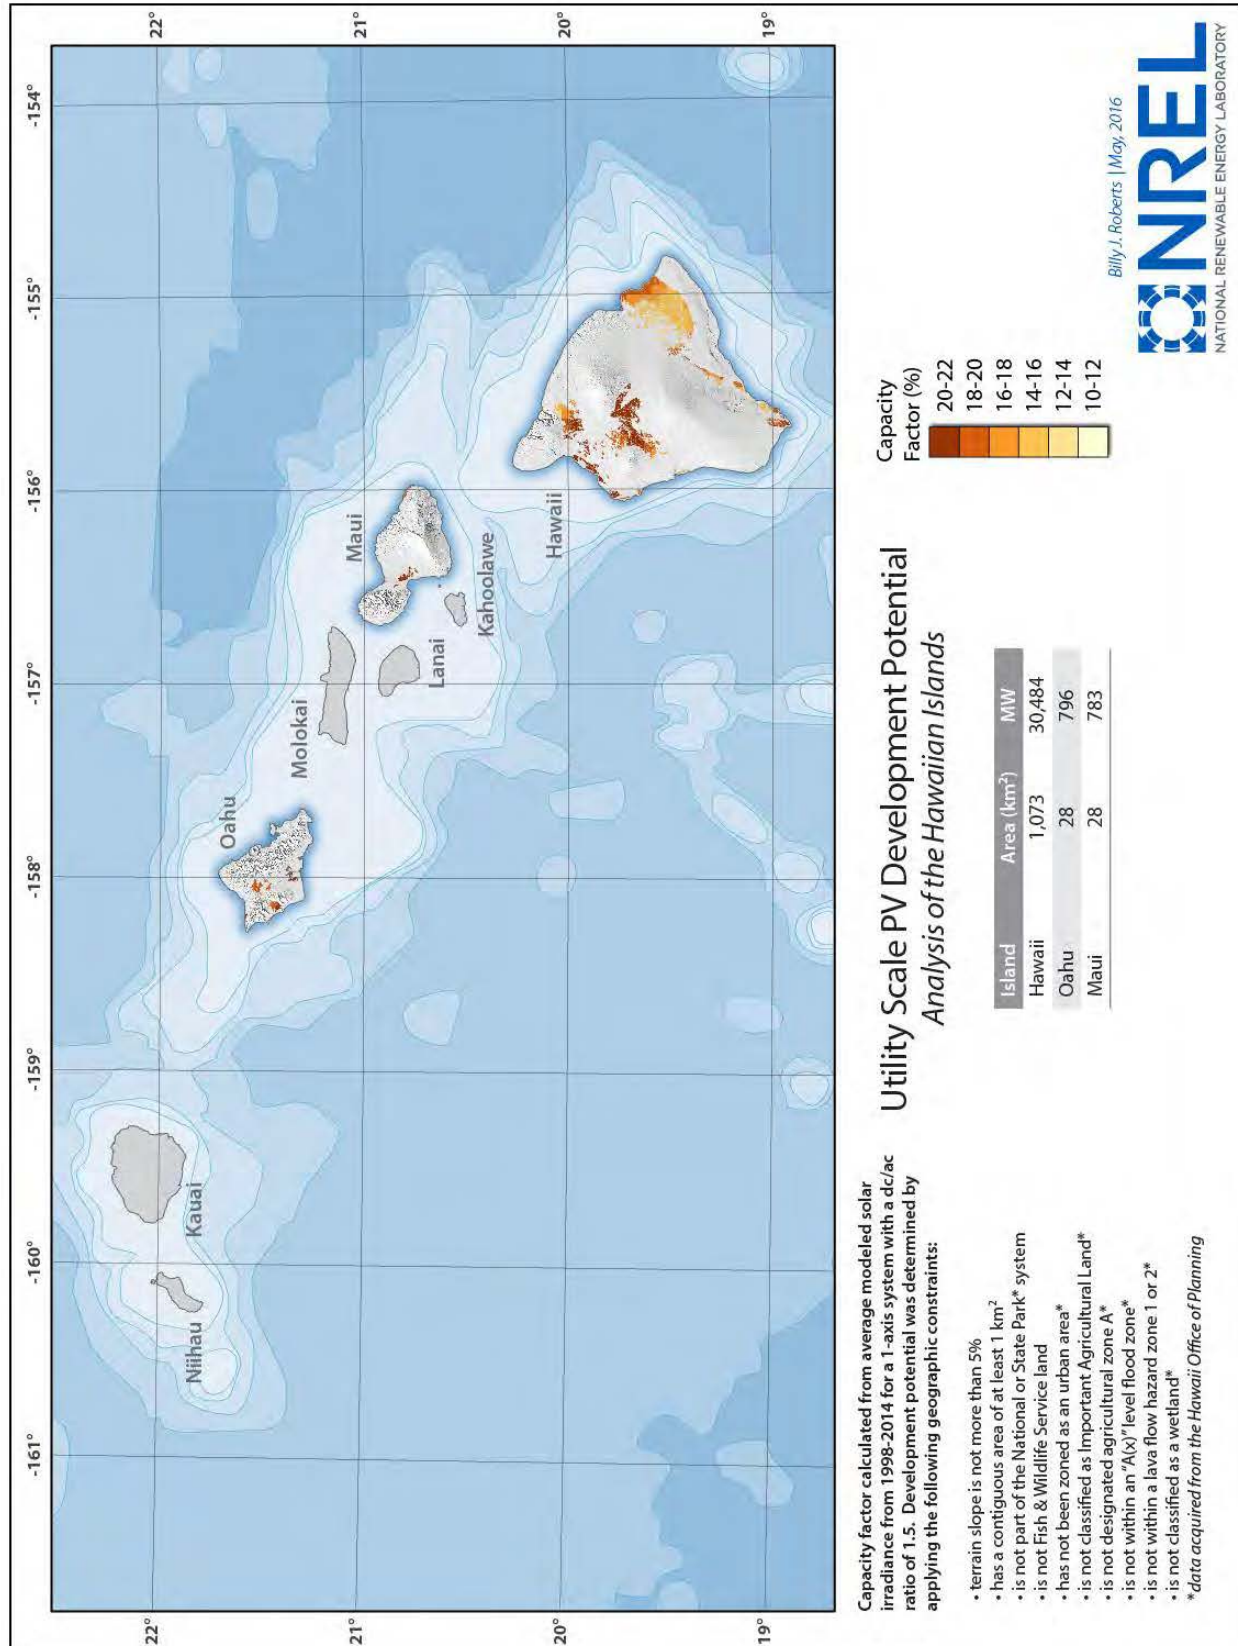 -161°
-160°
-159°
-158°
-157°
-156°
-155°
-154°
22°
22°
21°
21°
20°
20°
19°
19°
Niihau
Kauai
Oahu
Molokai
Lanai
Maui
Kahoolawe
Hawaii
Capacity factor calculated from average modeled solar
irradiance from 1998-2014 for a 1-axis system with a dc/ac
ratio of 1.5. Development potential was determined by
applying the following geographic constraints:
• terrain slope is not more than 5%
• has a contiguous area of at least 1 km²
• is not part of the National or State Park* system
• is not Fish & Wildlife Service land
• has not been zoned as an urban area*
• is not classified as Important Agricultural Land*
• is not designated agricultural zone A*
• is not within an "A(x)" level flood zone*
• is not within a lava flow hazard zone 1 or 2*
• is not classified as a wetland*
*data acquired from the Hawaii Office of Planning
Utility Scale PV Development Potential
Analysis of the Hawaiian Islands
Island Area (km²) MW
Hawaii 1,073 30,484
Oahu 28 796
Maui 28 783
Capacity
Factor (%)
20-22
18-20
16-18
14-16
12-14
10-12
Billy J. Roberts | May, 2016
NREL
NATIONAL RENEWABLE ENERGY LABORATORY